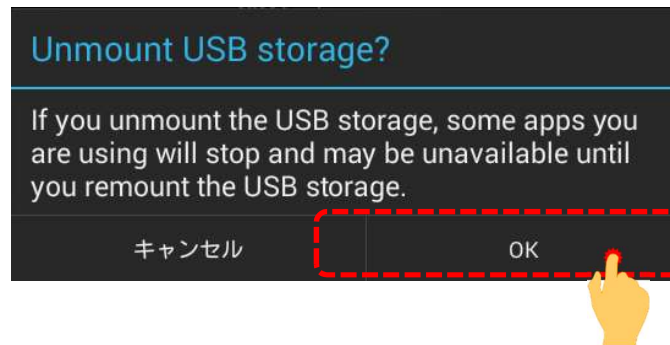 Unmount USB storage?
If you unmount the USB storage, some apps you
are using will stop and may be unavailable until
you remount the USB storage.
キャンセル
OK